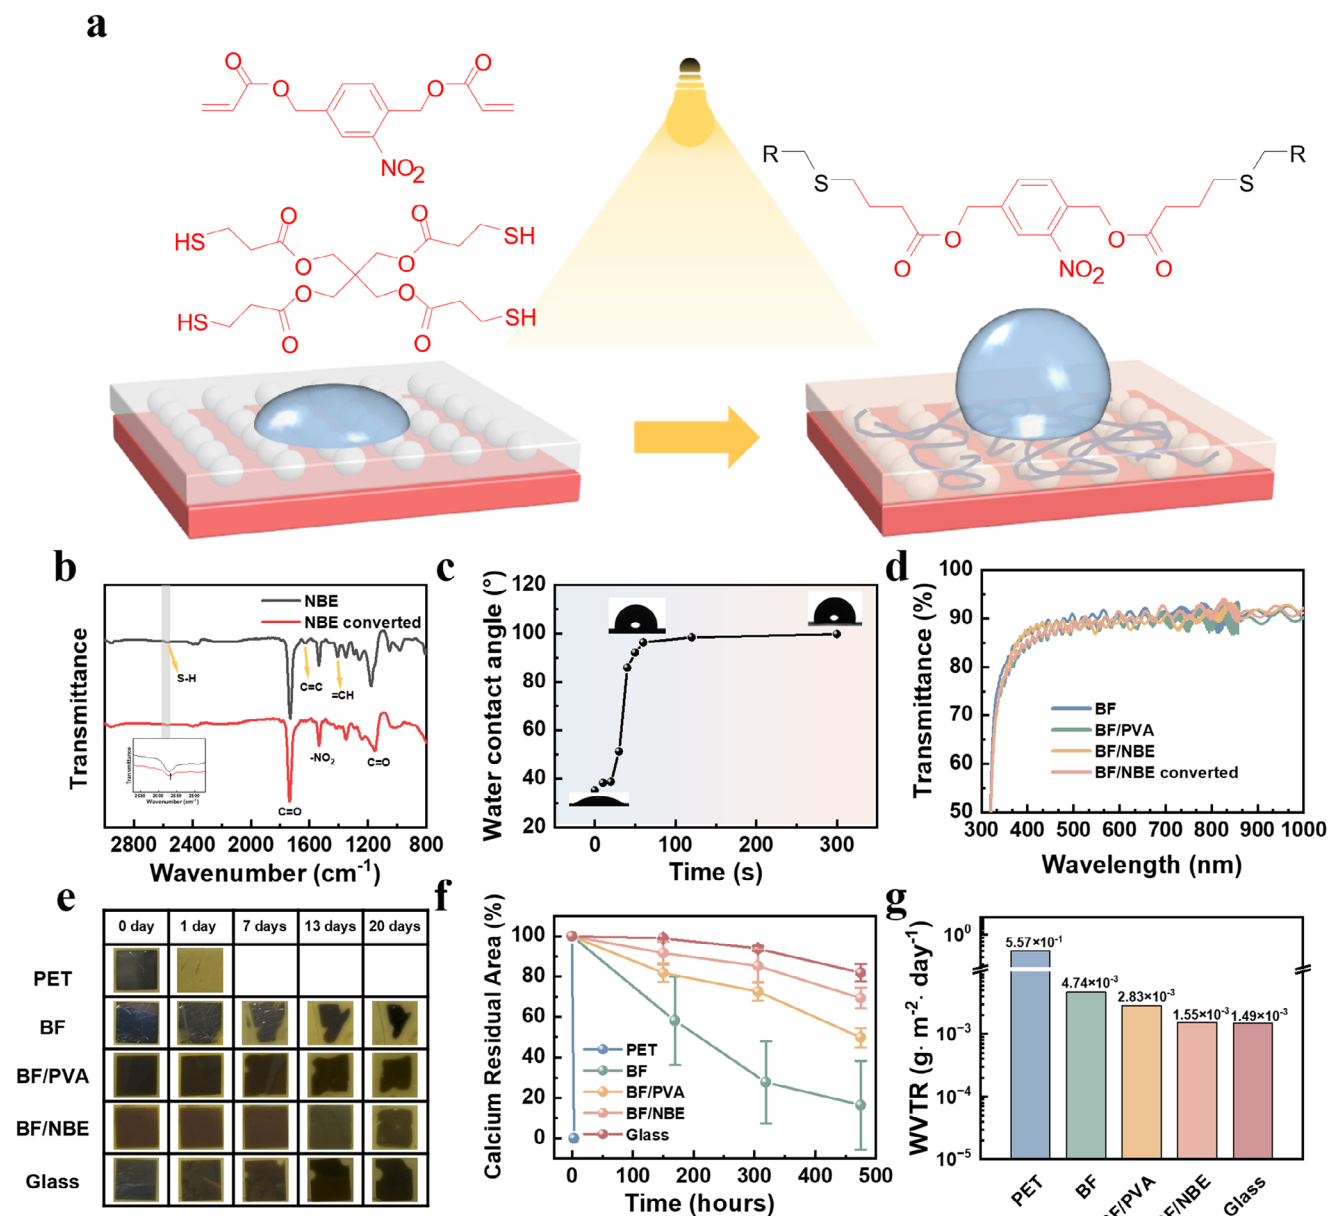 a
O
O
O
O
NO2
HS
O
O
SH
O
O
O
O
HS
O
O
SH
R
S
S
R
O
O
O
O
NO2
b
NBE
NBE converted
S-H
C=C
=CH
-NO2
C=O
C=O
Transmittance
Wavenumber (cm-1)
2800 2400 2000 1600 1200 800
Transmittance
Wavenumber (cm-1)
c
120
100
80
60
40
20
0 100 200 300
Water contact angle (°)
Time (s)
d
100
90
80
70
60
50
300 400 500 600 700 800 900 1000
Transmittance (%)
Wavelength (nm)
BF
BF/PVA
BF/NBE
BF/NBE converted
e
0 day 1 day 7 days 13 days 20 days
PET
BF
BF/PVA
BF/NBE
Glass
f
100
80
60
40
20
0
0 100 200 300 400 500
Calcium Residual Area (%)
Time (hours)
PET
BF
BF/PVA
BF/NBE
Glass
g
WVTR (g· m-2· day-1)
100
10-3
10-4
10-5
5.57×10-1
4.74×10-3
2.83×10-3
1.55×10-3
1.49×10-3
PET
BF
Glass